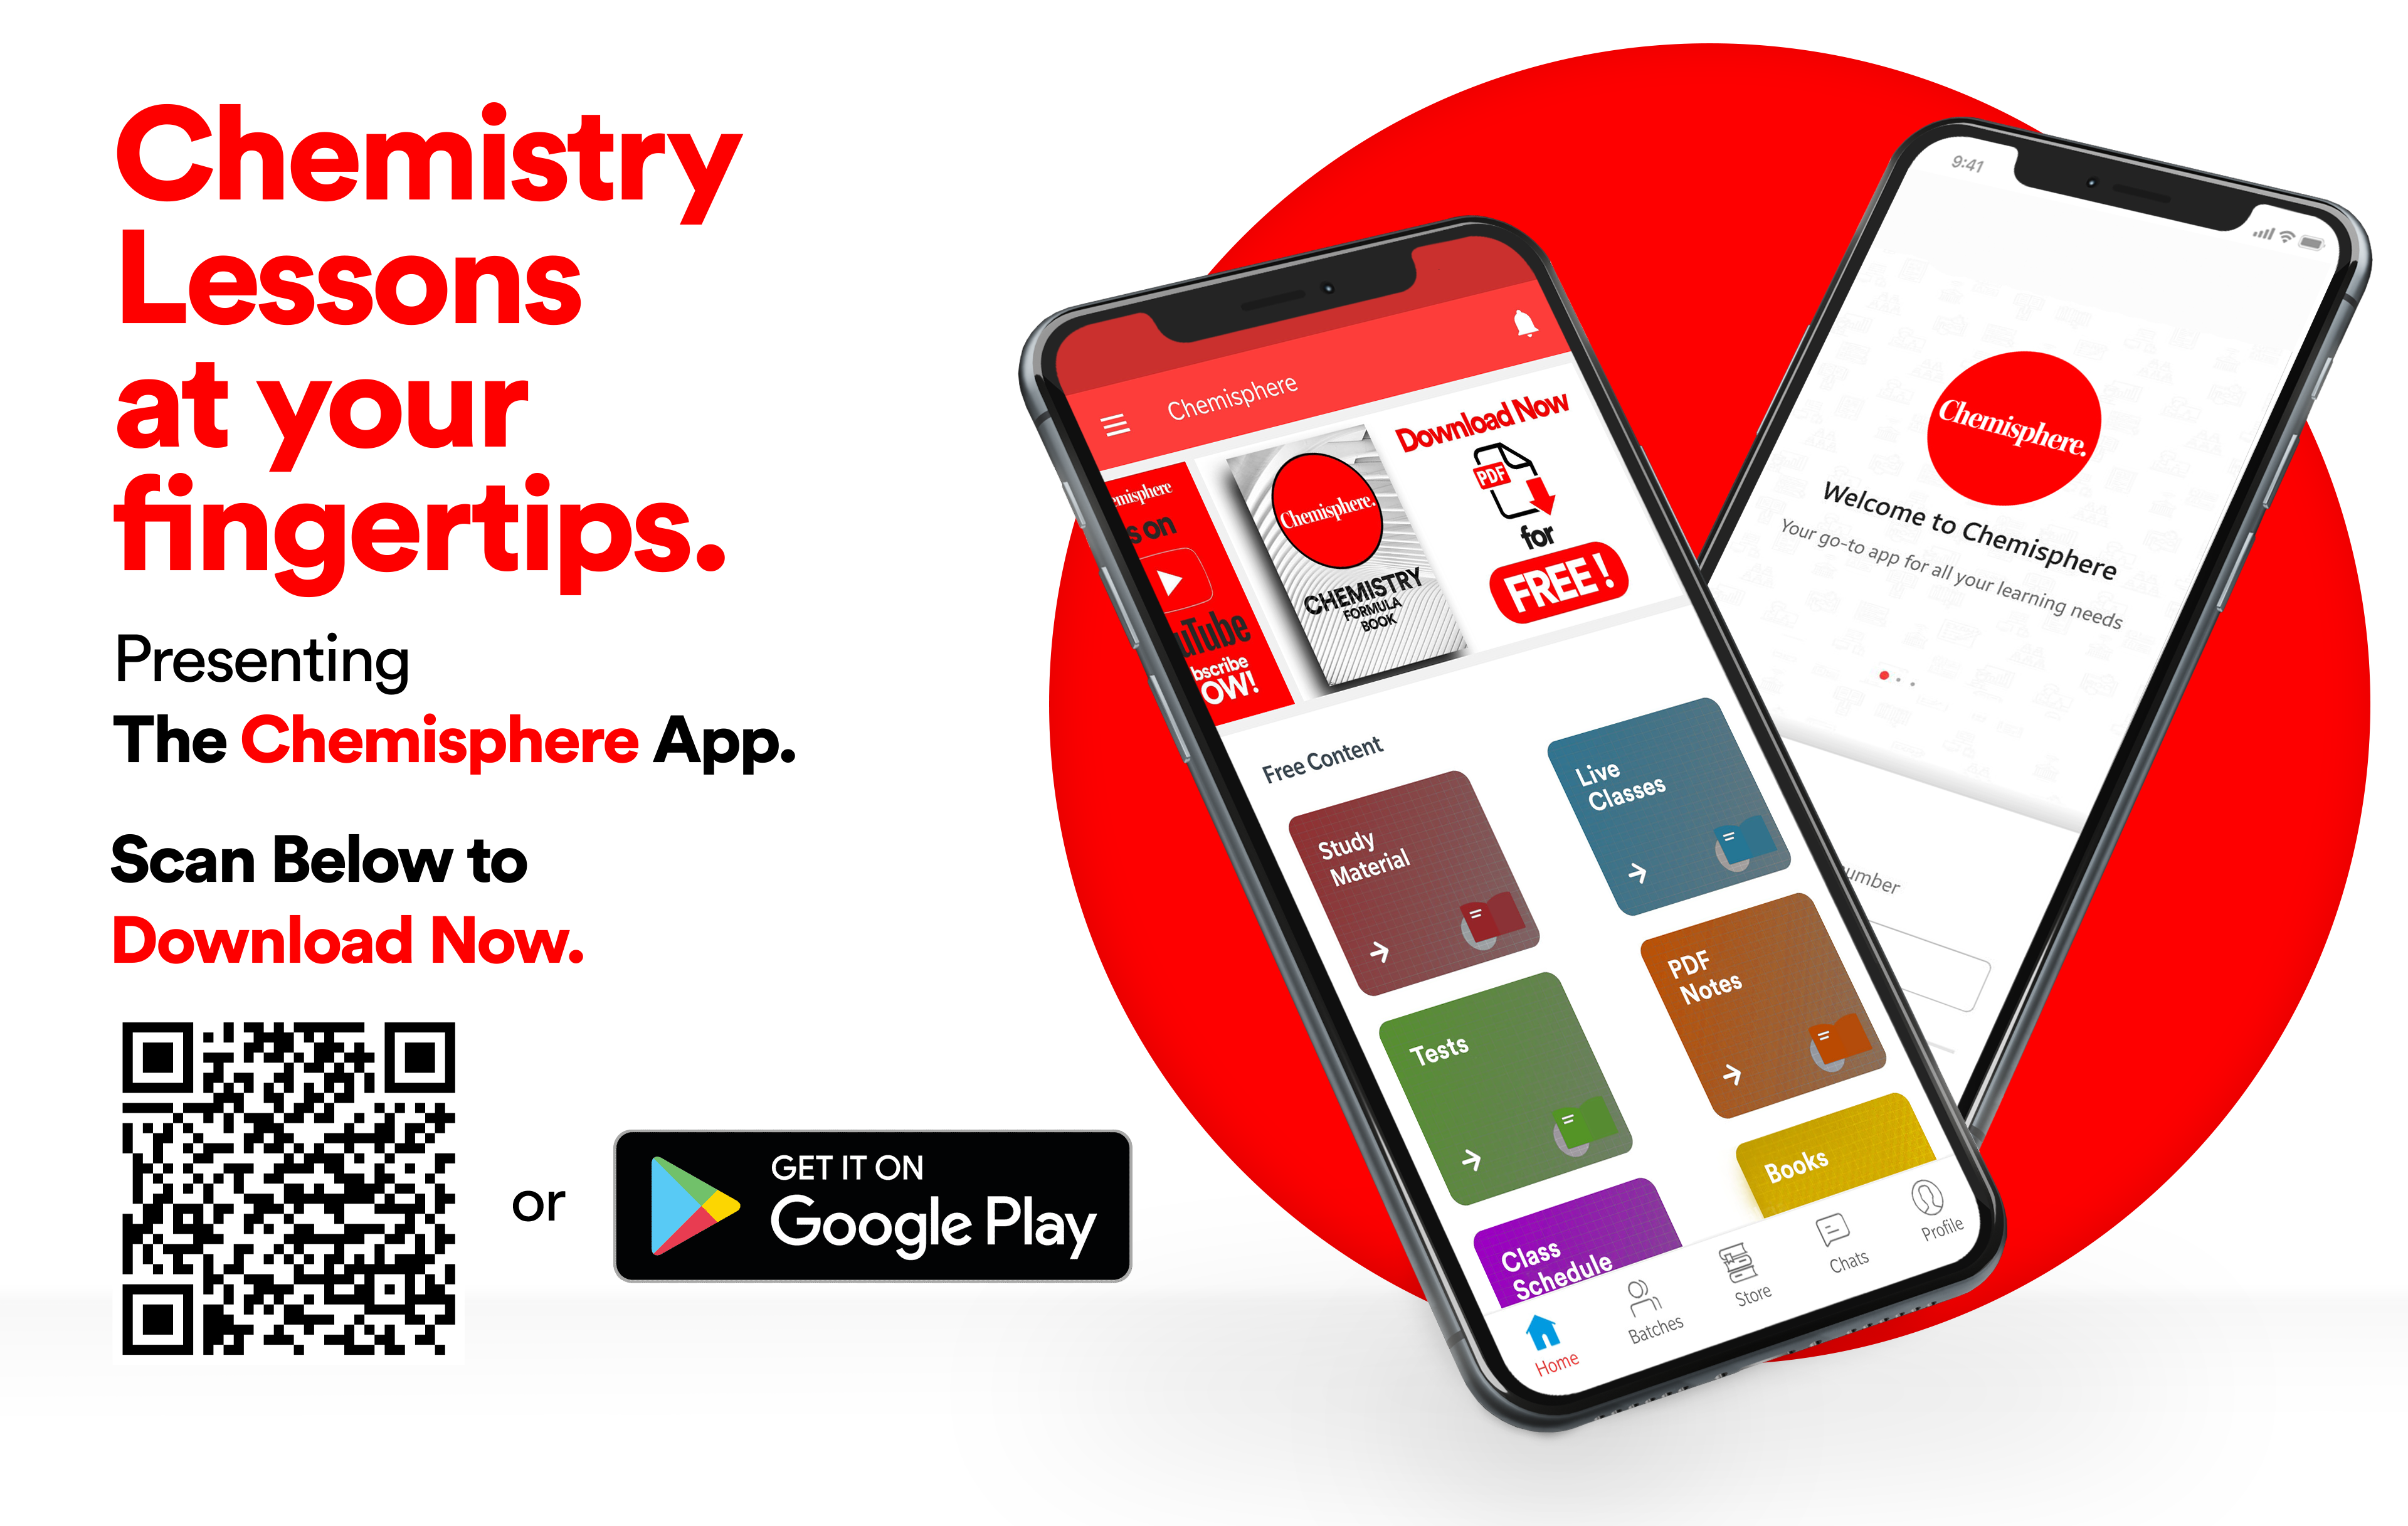 Chemistry
Lessons
at your
fingertips.
Presenting
The Chemisphere App.
Scan Below to
Download Now.
or
GET IT ON
Google Play
Chemisphere
emisphere
s on
uTube
bscribe
OW!
Chemisphere.
CHEMISTRY
FORMULA
BOOK
Download Now
PDF
for
FREE!
Free Content
Study
Material
Live
Classes
Tests
PDF
Notes
Class
Schedule
Books
Home
Batches
Store
Chats
Profile
9:41
Chemisphere.
Welcome to Chemisphere
Your go-to app for all your learning needs
umber